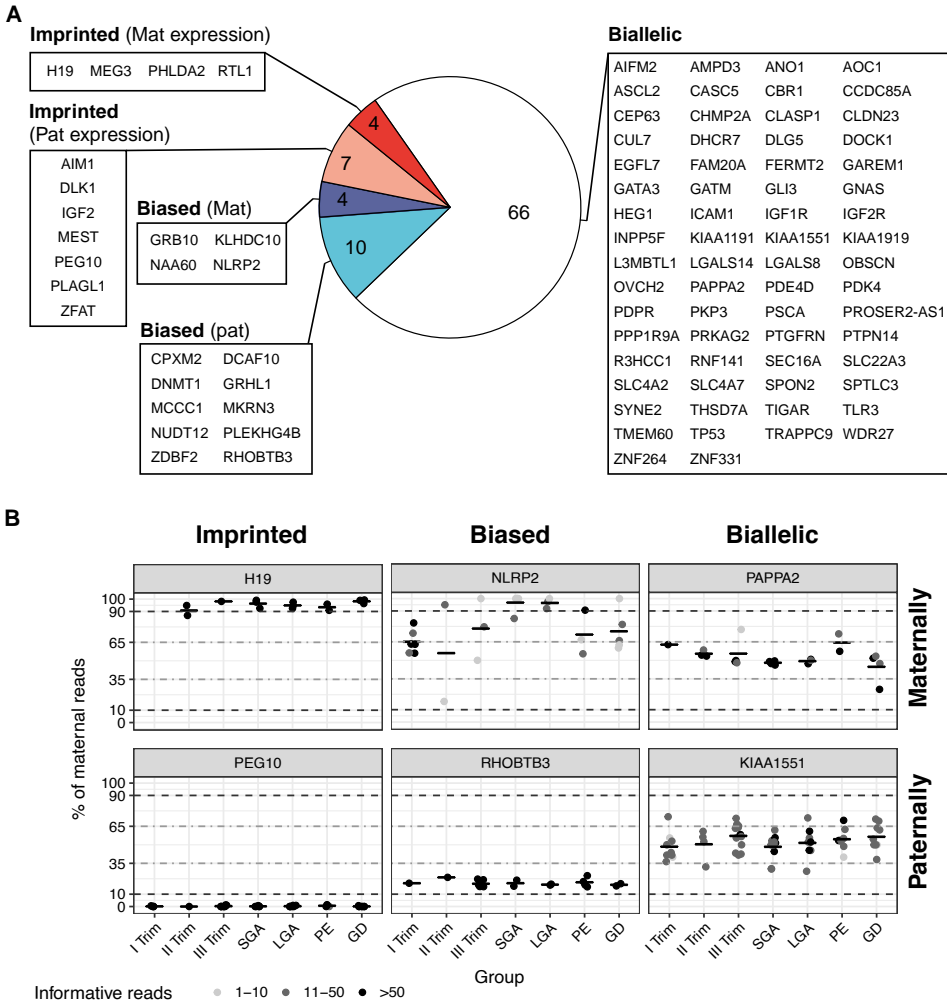 A
Imprinted (Mat expression)
H19 MEG3 PHLDA2 RTL1
Imprinted
(Pat expression)
AIM1
DLK1
IGF2
MEST
PEG10
PLAGL1
ZFAT
Biased (Mat)
GRB10 KLHDC10
NAA60 NLRP2
Biased (pat)
CPXM2 DCAF10
DNMT1 GRHL1
MCCC1 MKRN3
NUDT12 PLEKHG4B
ZDBF2 RHOBTB3
4
7
4
10
66
Biallelic
AIFM2 AMPD3 ANO1 AOC1
ASCL2 CASC5 CBR1 CCDC85A
CEP63 CHMP2A CLASP1 CLDN23
CUL7 DHCR7 DLG5 DOCK1
EGFL7 FAM20A FERMT2 GAREM1
GATA3 GATM GLI3 GNAS
HEG1 ICAM1 IGF1R IGF2R
INPP5F KIAA1191 KIAA1551 KIAA1919
L3MBTL1 LGALS14 LGALS8 OBSCN
OVCH2 PAPPA2 PDE4D PDK4
PDPR PKP3 PSCA PROSER2-AS1
PPP1R9A PRKAG2 PTGFRN PTPN14
R3HCC1 RNF141 SEC16A SLC22A3
SLC4A2 SLC4A7 SPON2 SPTLC3
SYNE2 THSD7A TIGAR TLR3
TMEM60 TP53 TRAPPC9 WDR27
ZNF264 ZNF331
B
Imprinted Biased Biallelic
H19 NLRP2 PAPPA2
100
90
65
35
10
0
Maternally
% of maternal reads
PEG10 RHOBTB3 KIAA1551
100
90
65
35
10
0
Paternally
I Trim II Trim III Trim SGA LGA PE GD I Trim II Trim III Trim SGA LGA PE GD I Trim II Trim III Trim SGA LGA PE GD
Group
Informative reads 1−10 11−50 >50